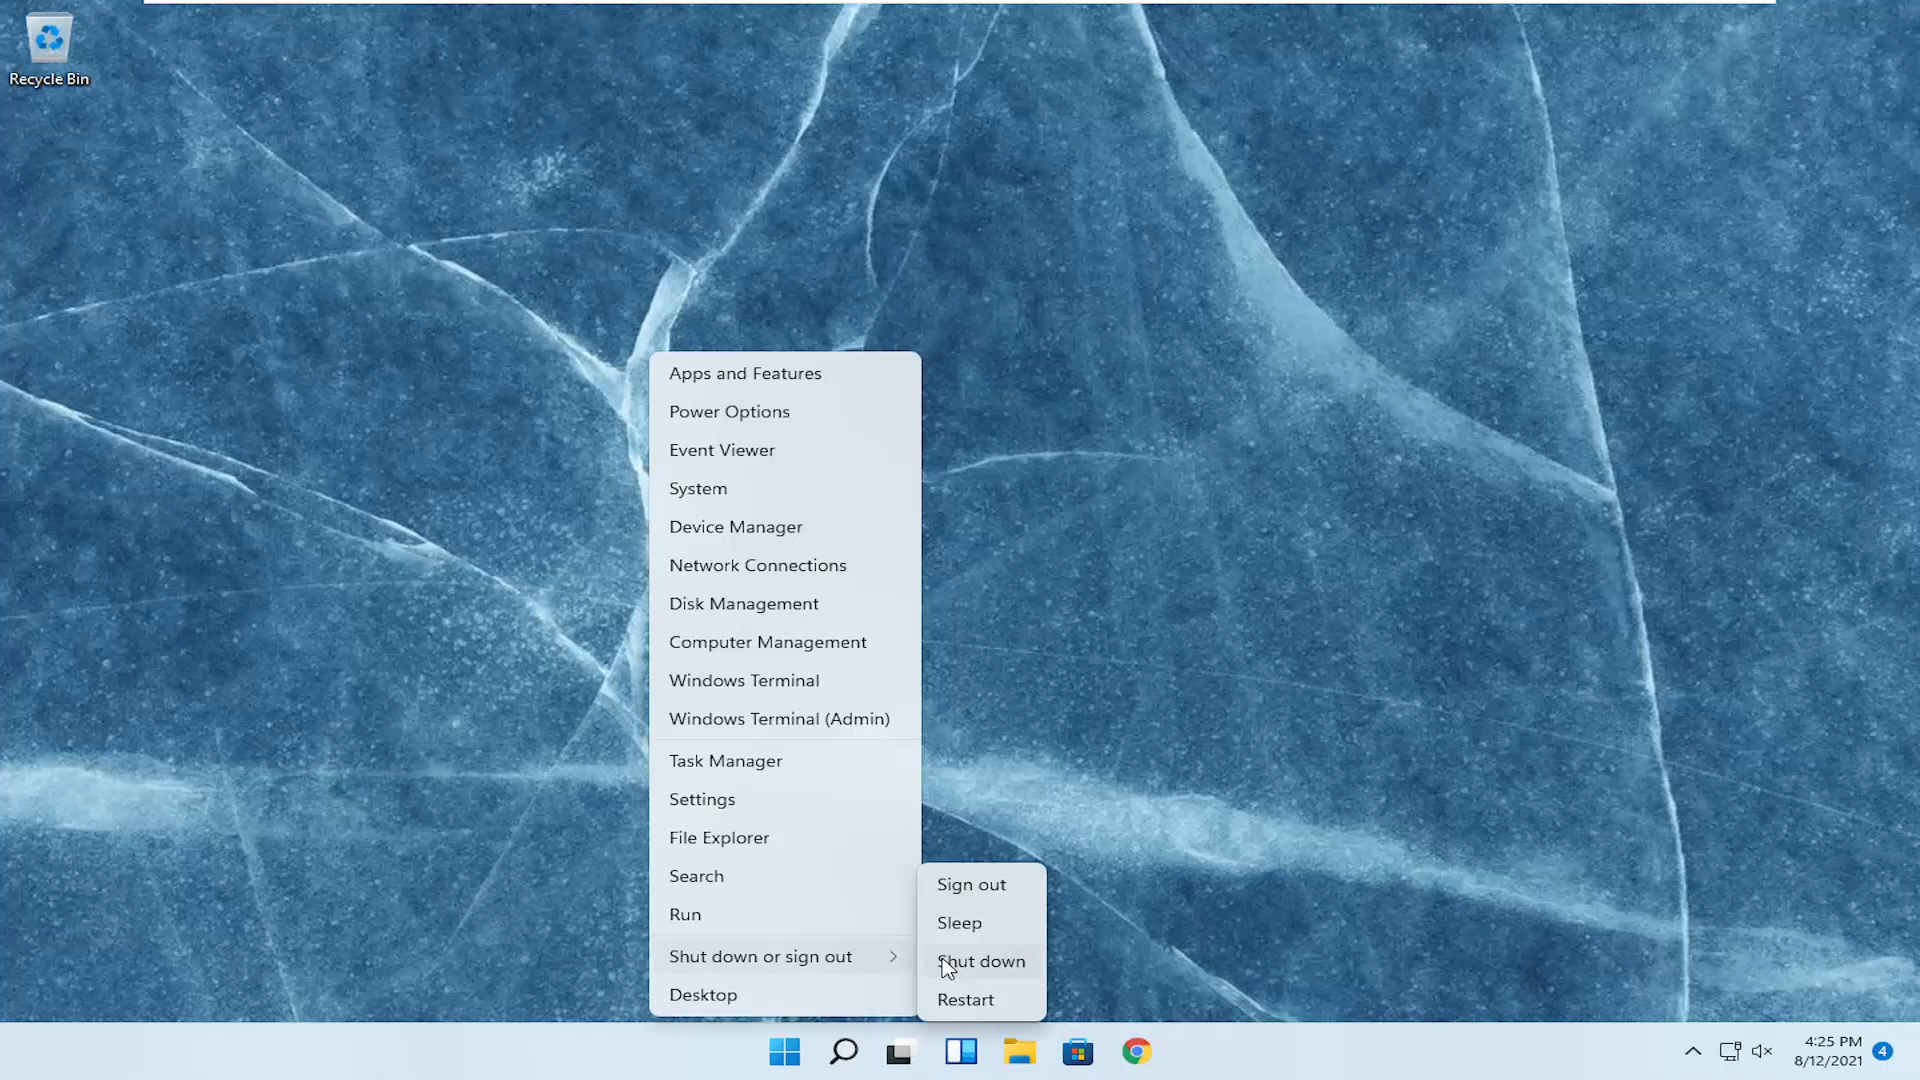 Recycle Bin
Apps and Features
Power Options
Event Viewer
System
Device Manager
Network Connections
Disk Management
Computer Management
Windows Terminal
Windows Terminal (Admin)
Task Manager
Settings
File Explorer
Search
Run
Shut down or sign out
Desktop
Sign out
Sleep
Shut down
Restart
4:25 PM
8/12/2021
4